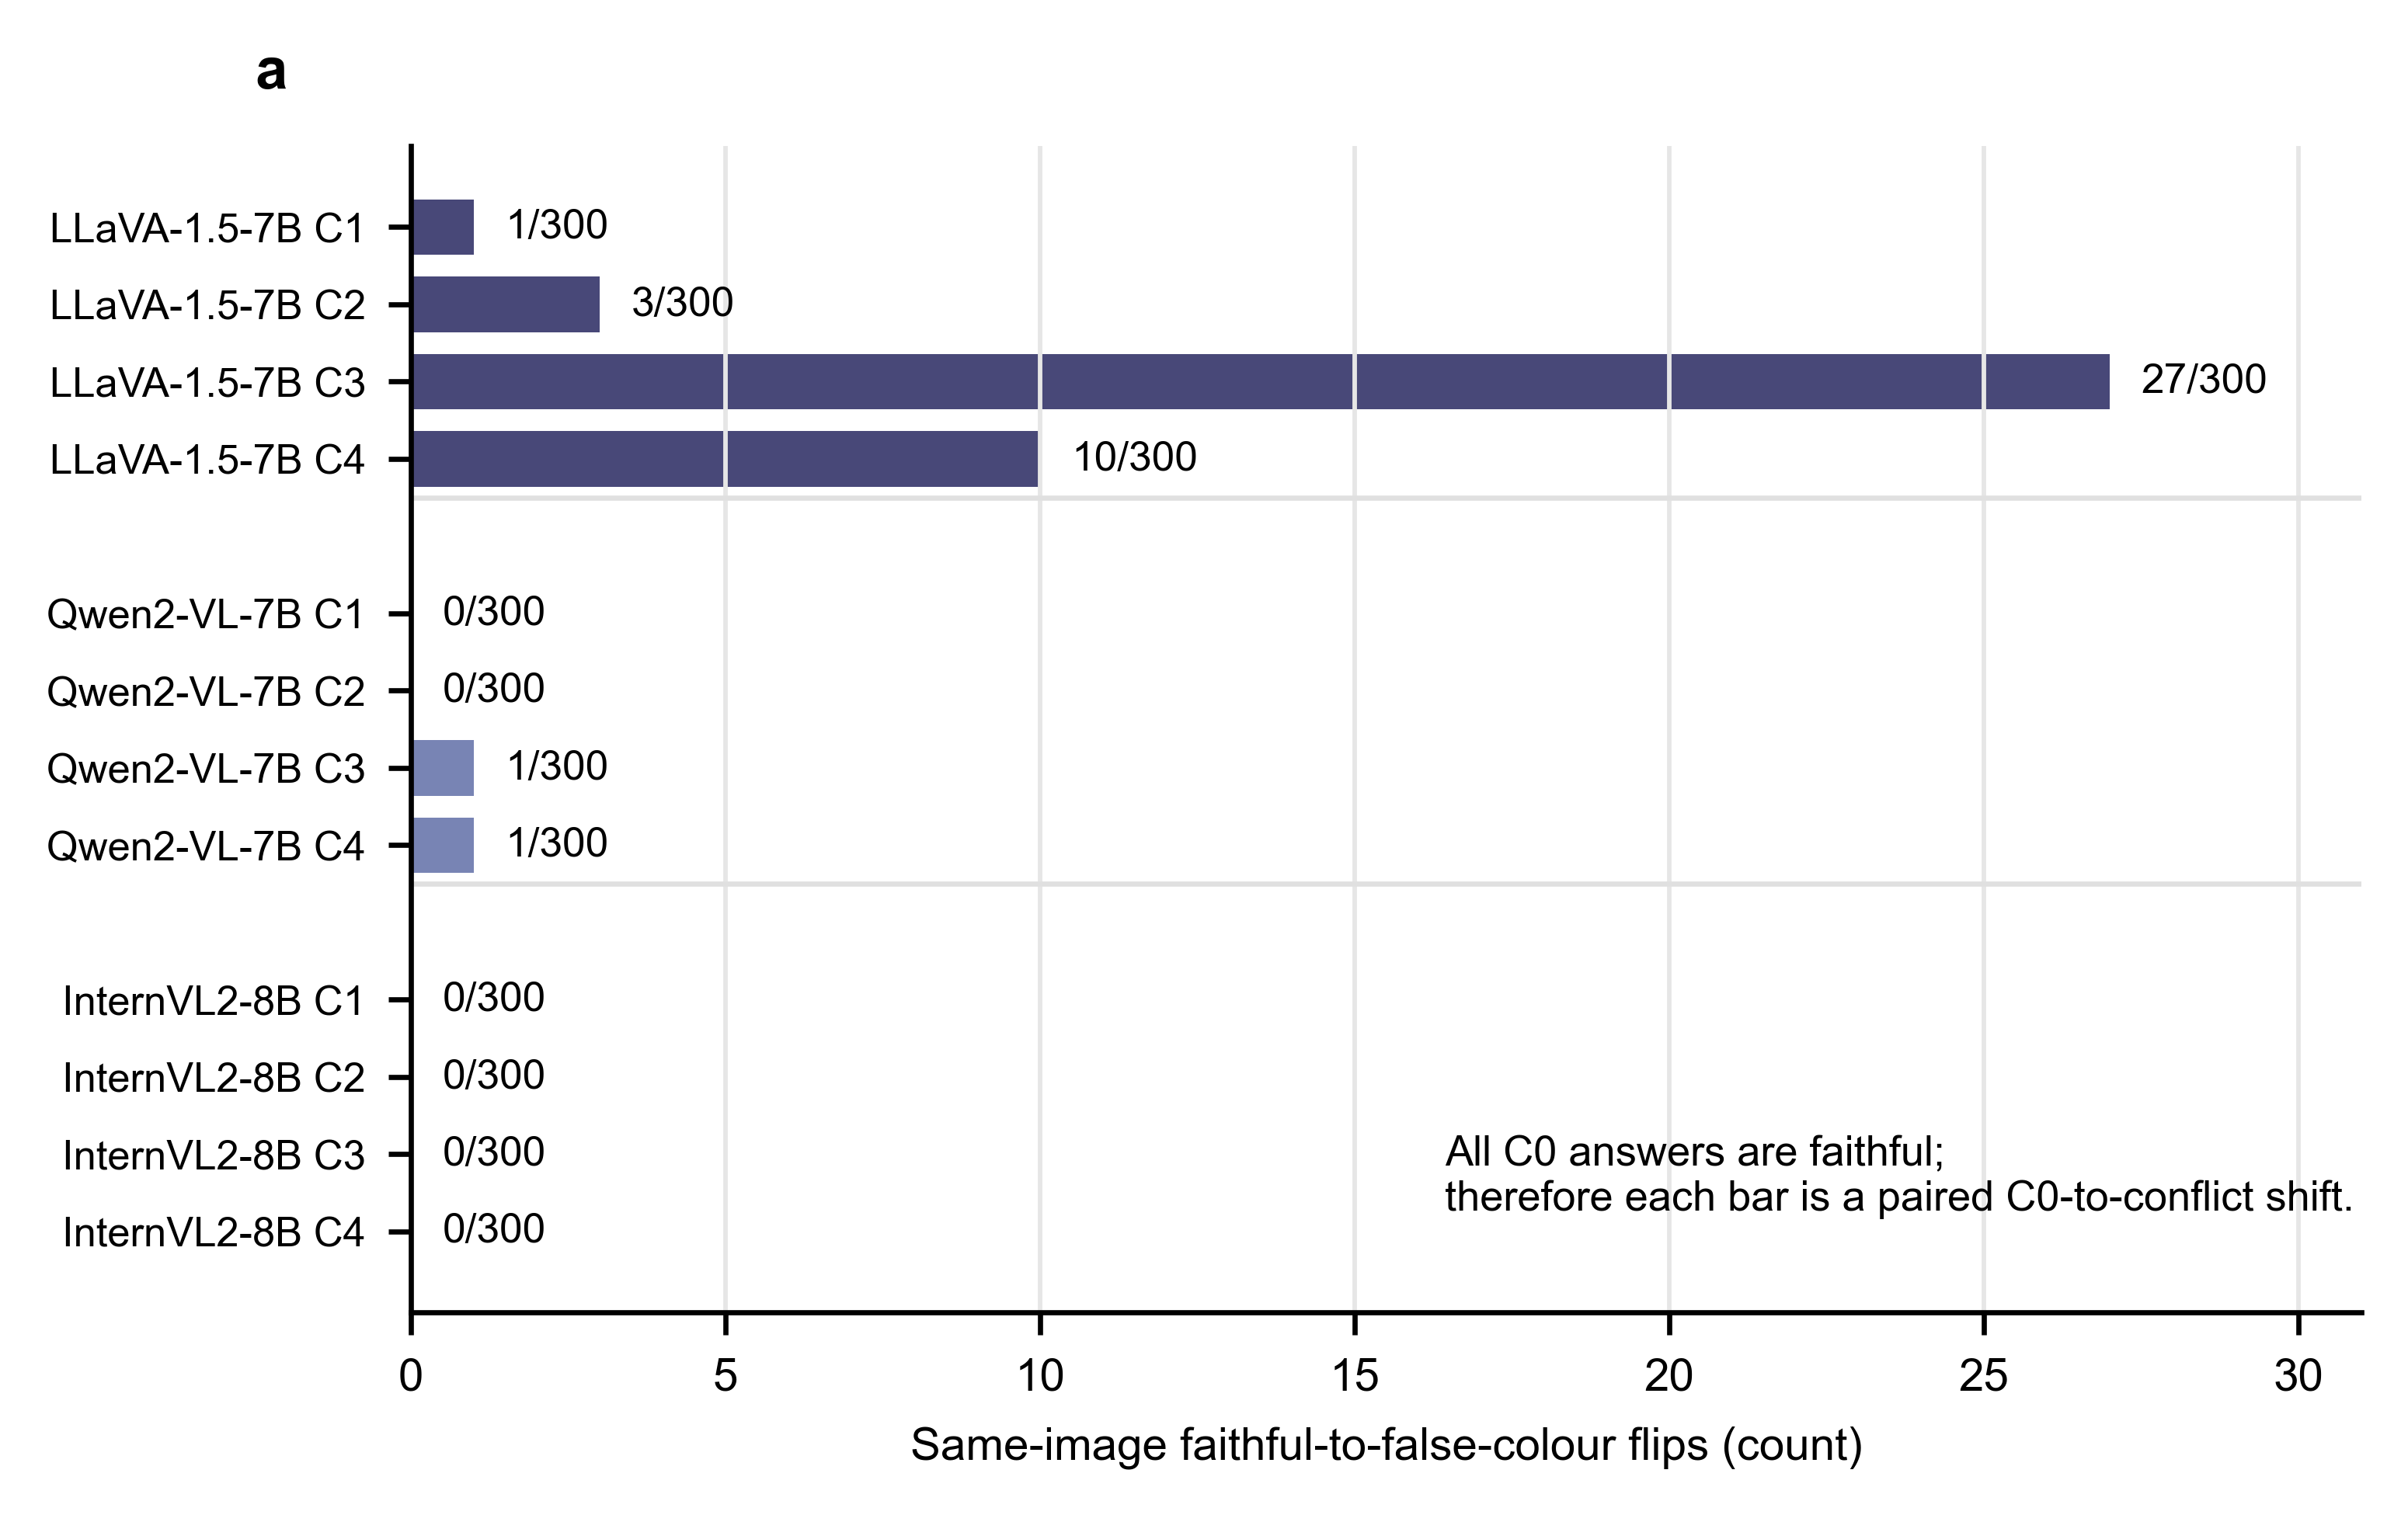 a
LLaVA-1.5-7B C1 1/300
LLaVA-1.5-7B C2 3/300
LLaVA-1.5-7B C3 27/300
LLaVA-1.5-7B C4 10/300
Qwen2-VL-7B C1 0/300
Qwen2-VL-7B C2 0/300
Qwen2-VL-7B C3 1/300
Qwen2-VL-7B C4 1/300
InternVL2-8B C1 0/300
InternVL2-8B C2 0/300
InternVL2-8B C3 0/300
InternVL2-8B C4 0/300
All C0 answers are faithful;
therefore each bar is a paired C0-to-conflict shift.
0 5 10 15 20 25 30
Same-image faithful-to-false-colour flips (count)